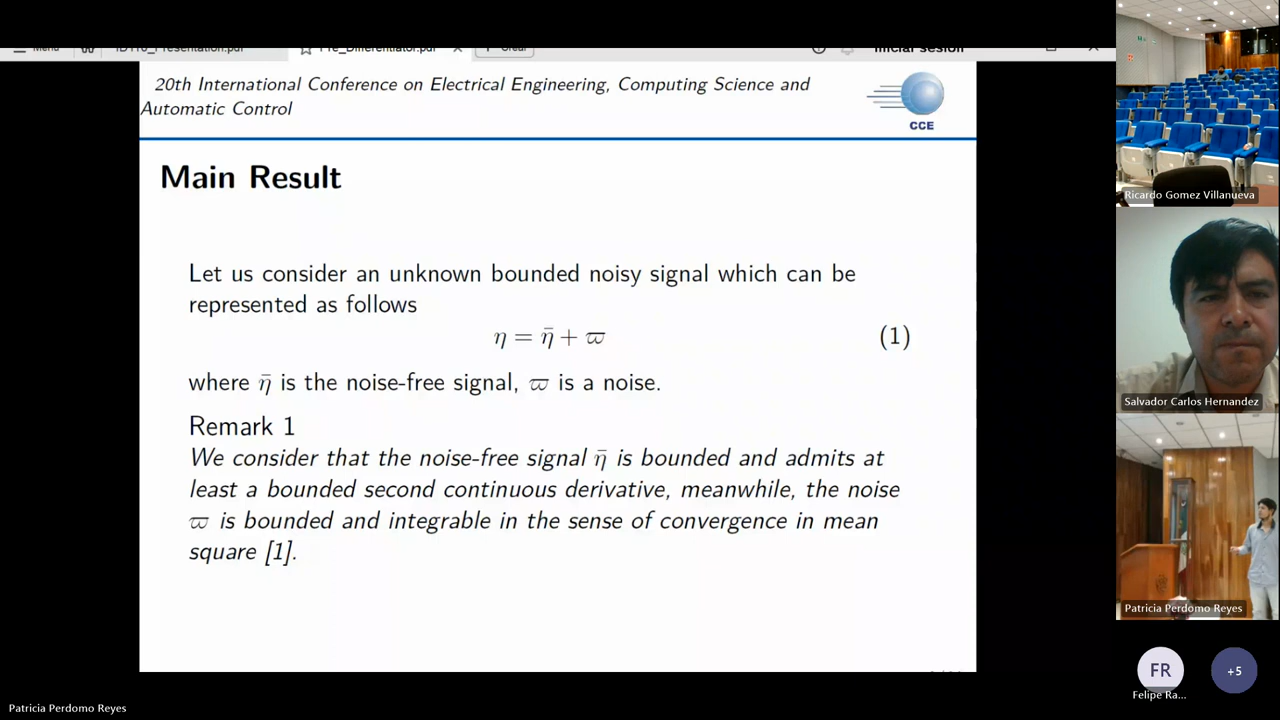 Menu
ID116_Presentation.pdf
Pre_Differentiator.pdf
Crear
Iniciar sesión
20th International Conference on Electrical Engineering, Computing Science and
Automatic Control
CCE
Main Result
Let us consider an unknown bounded noisy signal which can be
represented as follows
η = η̄ + ϖ (1)
where η̄ is the noise-free signal, ϖ is a noise.
Remark 1
We consider that the noise-free signal η̄ is bounded and admits at
least a bounded second continuous derivative, meanwhile, the noise
ϖ is bounded and integrable in the sense of convergence in mean
square [1].
Ricardo Gomez Villanueva
Salvador Carlos Hernandez
Patricia Perdomo Reyes
FR
+5
Felipe Ra...
Patricia Perdomo Reyes